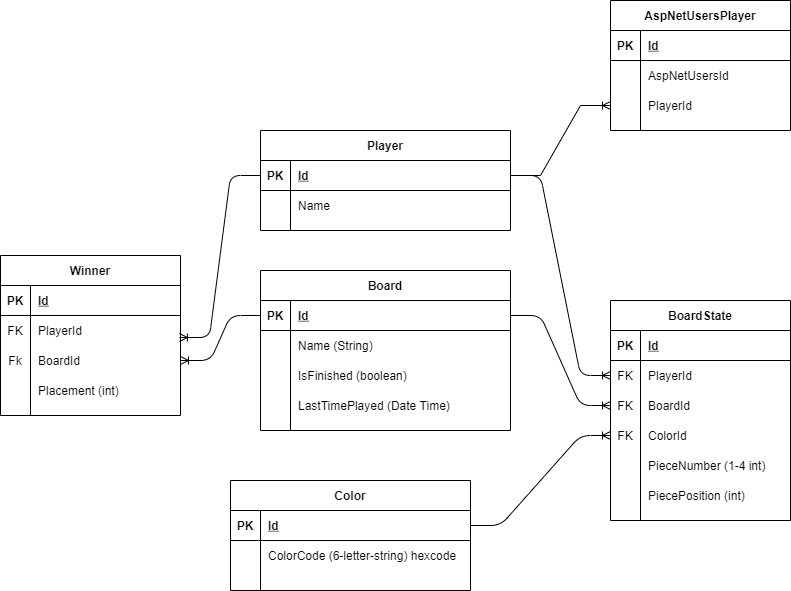 AspNetUsersPlayer
PK Id
AspNetUsersId
PlayerId
Player
PK Id
Name
Winner
PK Id
FK PlayerId
Fk BoardId
Placement (int)
Board
PK Id
Name (String)
IsFinished (boolean)
LastTimePlayed (Date Time)
BoardState
PK Id
FK PlayerId
FK BoardId
FK ColorId
PieceNumber (1-4 int)
PiecePosition (int)
Color
PK Id
ColorCode (6-letter-string) hexcode